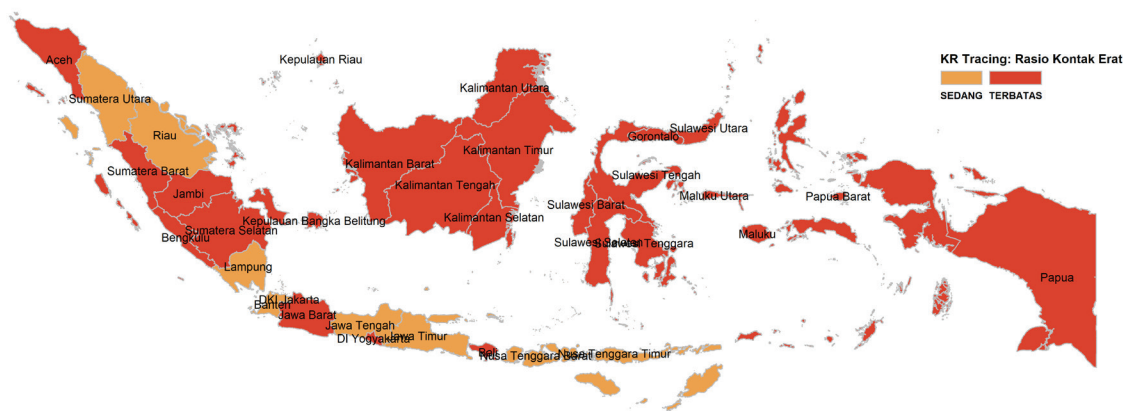 KR Tracing: Rasio Kontak Erat
SEDANG TERBATAS
Aceh
Kepulauan Riau
Kalimantan Utara
Sumatera Utara
Sulawesi Utara
Gorontalo
Riau
Kalimantan Timur
Kalimantan Barat
Sumatera Barat
Sulawesi Tengah
Kalimantan Tengah
Jambi
Maluku Utara
Papua Barat
Sulawesi Barat
Kalimantan Selatan
Kepulauan Bangka Belitung
Sumatera Selatan
Bengkulu
Maluku
Sulawesi Selatan
Sulawesi Tenggara
Lampung
Papua
DKI Jakarta
Banten
Jawa Barat
Jawa Tengah
Jawa Timur
DI Yogyakarta
Bali
Nusa Tenggara Barat
Nusa Tenggara Timur